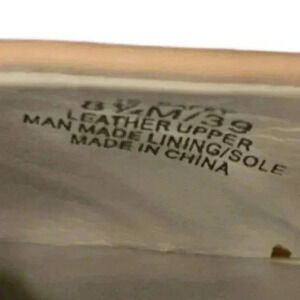 8½M/39
LEATHER UPPER
MAN MADE LINING/SOLE
MADE IN CHINA